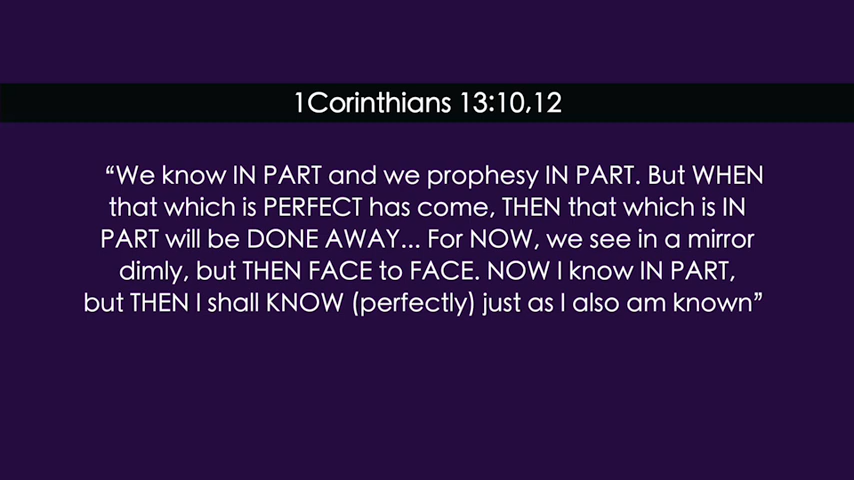 1Corinthians 13:10,12
“We know IN PART and we prophesy IN PART. But WHEN
that which is PERFECT has come, THEN that which is IN
PART will be DONE AWAY... For NOW, we see in a mirror
dimly, but THEN FACE to FACE. NOW I know IN PART,
but THEN I shall KNOW (perfectly) just as I also am known”